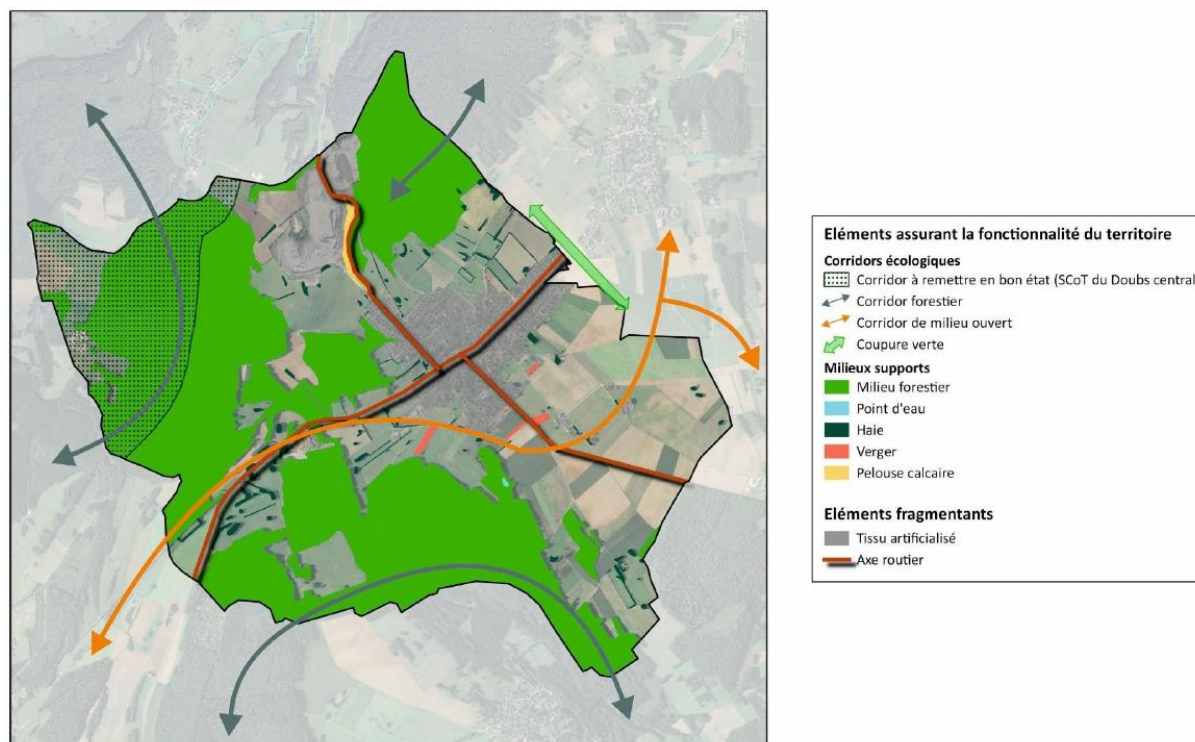 Eléments assurant la fonctionnalité du territoire
Corridors écologiques
Corridor à remettre en bon état (SCoT du Doubs central
Corridor forestier
Corridor de milieu ouvert
Coupure verte
Milieux supports
Milieu forestier
Point d'eau
Haie
Verger
Pelouse calcaire
Eléments fragmentants
Tissu artificialisé
Axe routier